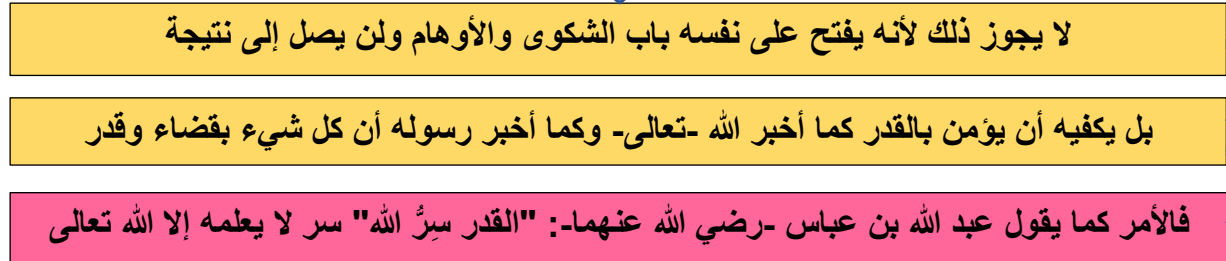 لا يجوز ذلك لأنه يفتح على نفسه باب الشكوى والأوهام ولن يصل إلى نتيجة
بل يكفيه أن يؤمن بالقدر كما أخبر الله -تعالى- وكما أخبر رسوله أن كل شيء بقضاء وقدر
فالأمر كما يقول عبد الله بن عباس -رضي الله عنهما-: "القدر سِرُّ الله" سر لا يعلمه إلا الله تعالى